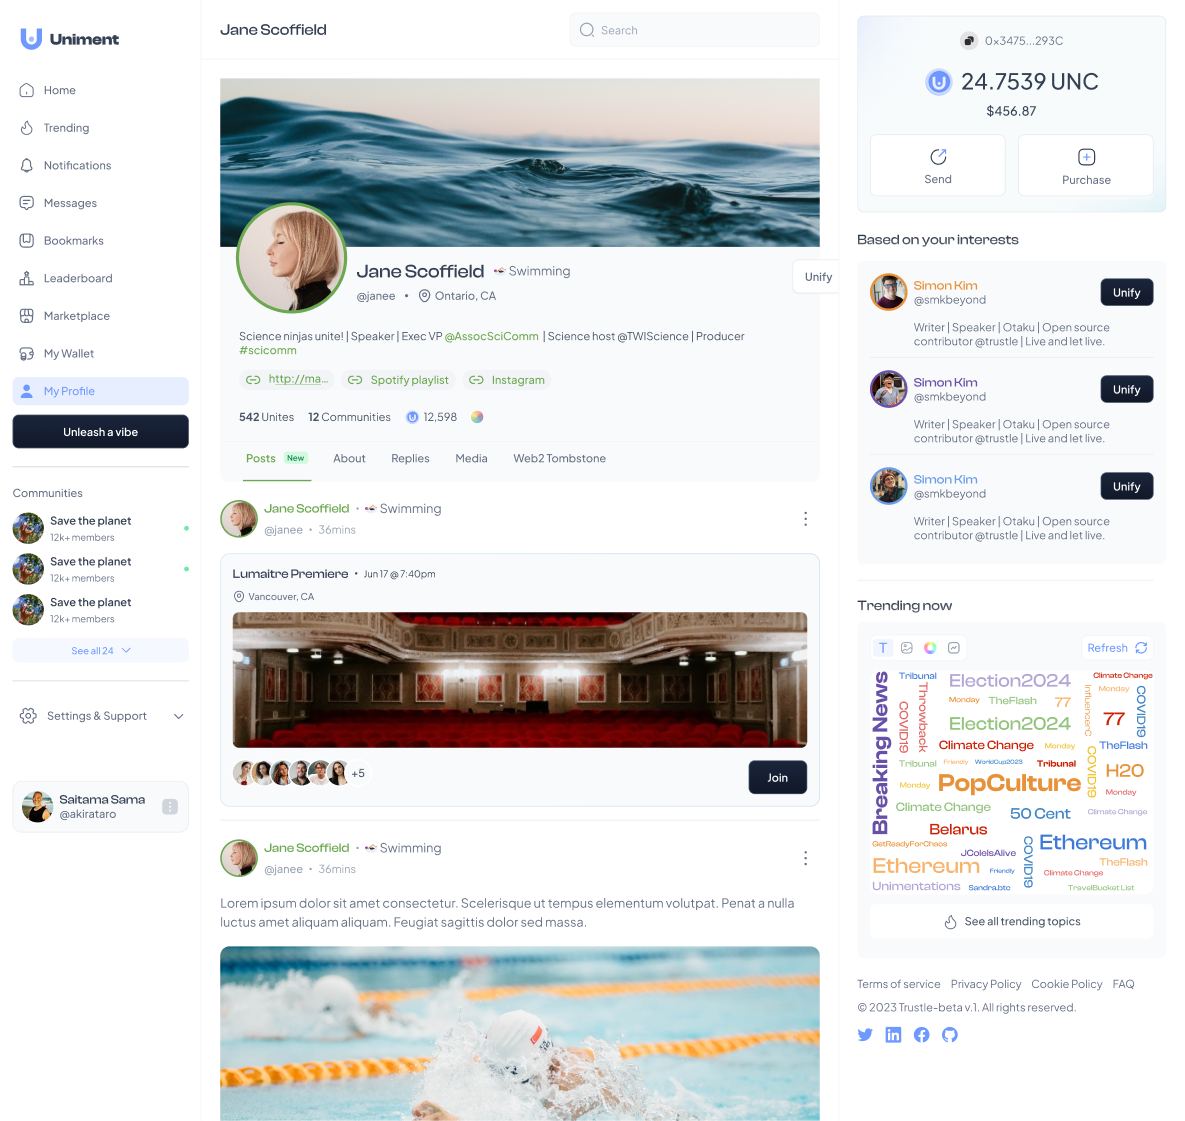 Uniment
Home
Trending
Notifications
Messages
Bookmarks
Leaderboard
Marketplace
My Wallet
My Profile
Unleash a vibe
Communities
Save the planet
12k+ members
Save the planet
12k+ members
Save the planet
12k+ members
See all 24
Settings & Support
Saitama Sama
@akirataro
Jane Scoffield
Search
Jane Scoffield Swimming
@janee • Ontario, CA
Unify
Science ninjas unite! | Speaker | Exec VP @AssocSciComm | Science host @TWIScience | Producer
#scicomm
http://ma...
Spotify playlist
Instagram
542 Unites 12 Communities 12,598
Posts New About Replies Media Web2 Tombstone
Jane Scoffield • Swimming
@janee • 36mins
Lumaitre Premiere • Jun 17 @ 7:40pm
Vancouver, CA
+5
Join
Jane Scoffield • Swimming
@janee • 36mins
Lorem ipsum dolor sit amet consectetur. Scelerisque ut tempus elementum volutpat. Penat a nulla
luctus amet aliquam aliquam. Feugiat sagittis dolor sed massa.
0x3475...293C
24.7539 UNC
$456.87
Send
Purchase
Based on your interests
Simon Kim
@smkbeyond
Unify
Writer | Speaker | Otaku | Open source
contributor @trustle | Live and let live.
Simon Kim
@smkbeyond
Unify
Writer | Speaker | Otaku | Open source
contributor @trustle | Live and let live.
Simon Kim
@smkbeyond
Unify
Writer | Speaker | Otaku | Open source
contributor @trustle | Live and let live.
Trending now
T
Refresh
Breaking News
Tribunal
Election2024
Climate Change
COVID19
Throwback
Monday
TheFlash
77
InfluencerC
Monday
COVID19
Election2024
77
Climate Change
Monday
TheFlash
Tribunal
Friendly
WorldCup2023
Tribunal
COVID19
H20
Monday
PopCulture
Monday
Climate Change
50 Cent
Climate Change
Belarus
GetReadyForChaos
JColeIsAlive
COVID19
Ethereum
Ethereum
Friendly
TheFlash
Climate Change
Unimentations
Sandra.btc
TravelBucket List
See all trending topics
Terms of service Privacy Policy Cookie Policy FAQ
© 2023 Trustle-beta v.1. All rights reserved.